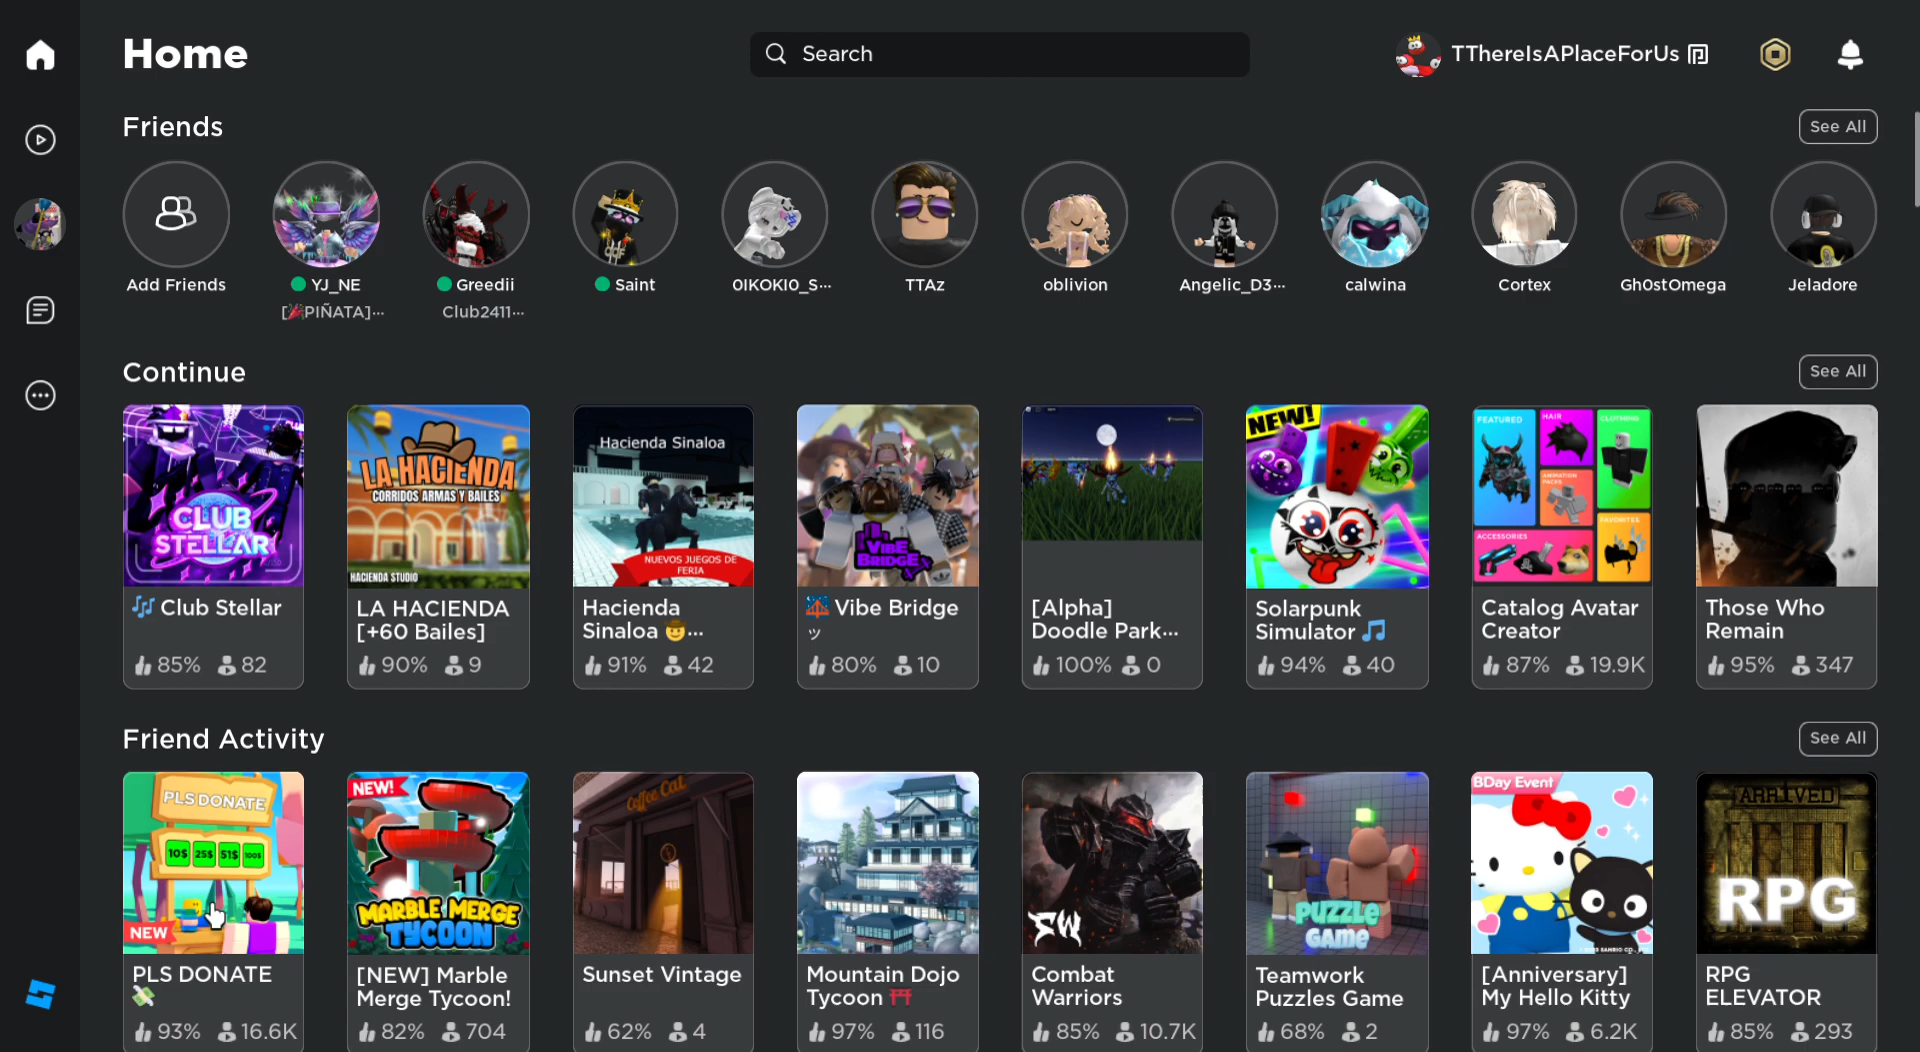 Home
Search
TThereIsAPlaceForUs
Friends
See All
Add Friends
YJ_NE
[🎉PIÑATA]···
Greedii
Club2411···
Saint
0IKOKI0_S···
TTAz
oblivion
Angelic_D3···
calwina
Cortex
Gh0stOmega
Jeladore
Continue
See All
CLUB
STELLAR
🎶 Club Stellar
85% 82
LA HACIENDA
CORRIDOS ARMAS Y BAILES
HACIENDA STUDIO
LA HACIENDA
[+60 Bailes]
90% 9
Hacienda Sinaloa
NUEVOS JUEGOS DE
FERIA
Hacienda
Sinaloa 🤠...
91% 42
VIBE
BRIDGE
🌉 Vibe Bridge
ッ
80% 10
[Alpha]
Doodle Park...
100% 0
NEW!
Solarpunk
Simulator 🎵
94% 40
FEATURED
HAIR
CLOTHING
ANIMATION
PACKS
ACCESSORIES
FAVORITES
Catalog Avatar
Creator
87% 19.9K
Those Who
Remain
95% 347
Friend Activity
See All
PLS DONATE
10$ 25$ 51$ 100$
NEW
PLS DONATE
💸
93% 16.6K
NEW!
MARBLE MERGE
TYCOON
[NEW] Marble
Merge Tycoon!
82% 704
Coffee Cat
Sunset Vintage
62% 4
Mountain Dojo
Tycoon ⛩️
97% 116
FW
Combat
Warriors
85% 10.7K
PUZZLE
GAME
Teamwork
Puzzles Game
68% 2
BDay Event
[Anniversary]
My Hello Kitty
97% 6.2K
ARRIVED
RPG
RPG
ELEVATOR
85% 293